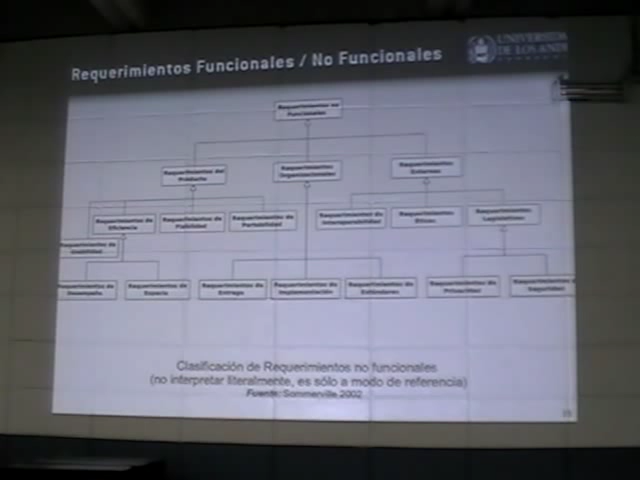 Requerimientos Funcionales / No Funcionales
UNIVERSIDAD
DE LOS ANDES
Requerimientos no
Funcionales
Requerimientos del
Producto
Requerimientos
Organizacionales
Requerimientos
Externos
Requerimientos de
Eficiencia
Requerimientos de
Fiabilidad
Requerimientos de
Portabilidad
Requerimientos de
Interoperabilidad
Requerimientos
Éticos
Requerimientos
Legislativos
Requerimientos de
Usabilidad
Requerimientos de
Desempeño
Requerimientos de
Espacio
Requerimientos de
Entrega
Requerimientos de
Implementación
Requerimientos de
Estándares
Requerimientos de
Privacidad
Requerimientos de
Seguridad
Clasificación de Requerimientos no funcionales
(no interpretar literalmente, es sólo a modo de referencia)
Fuente: Sommerville 2002